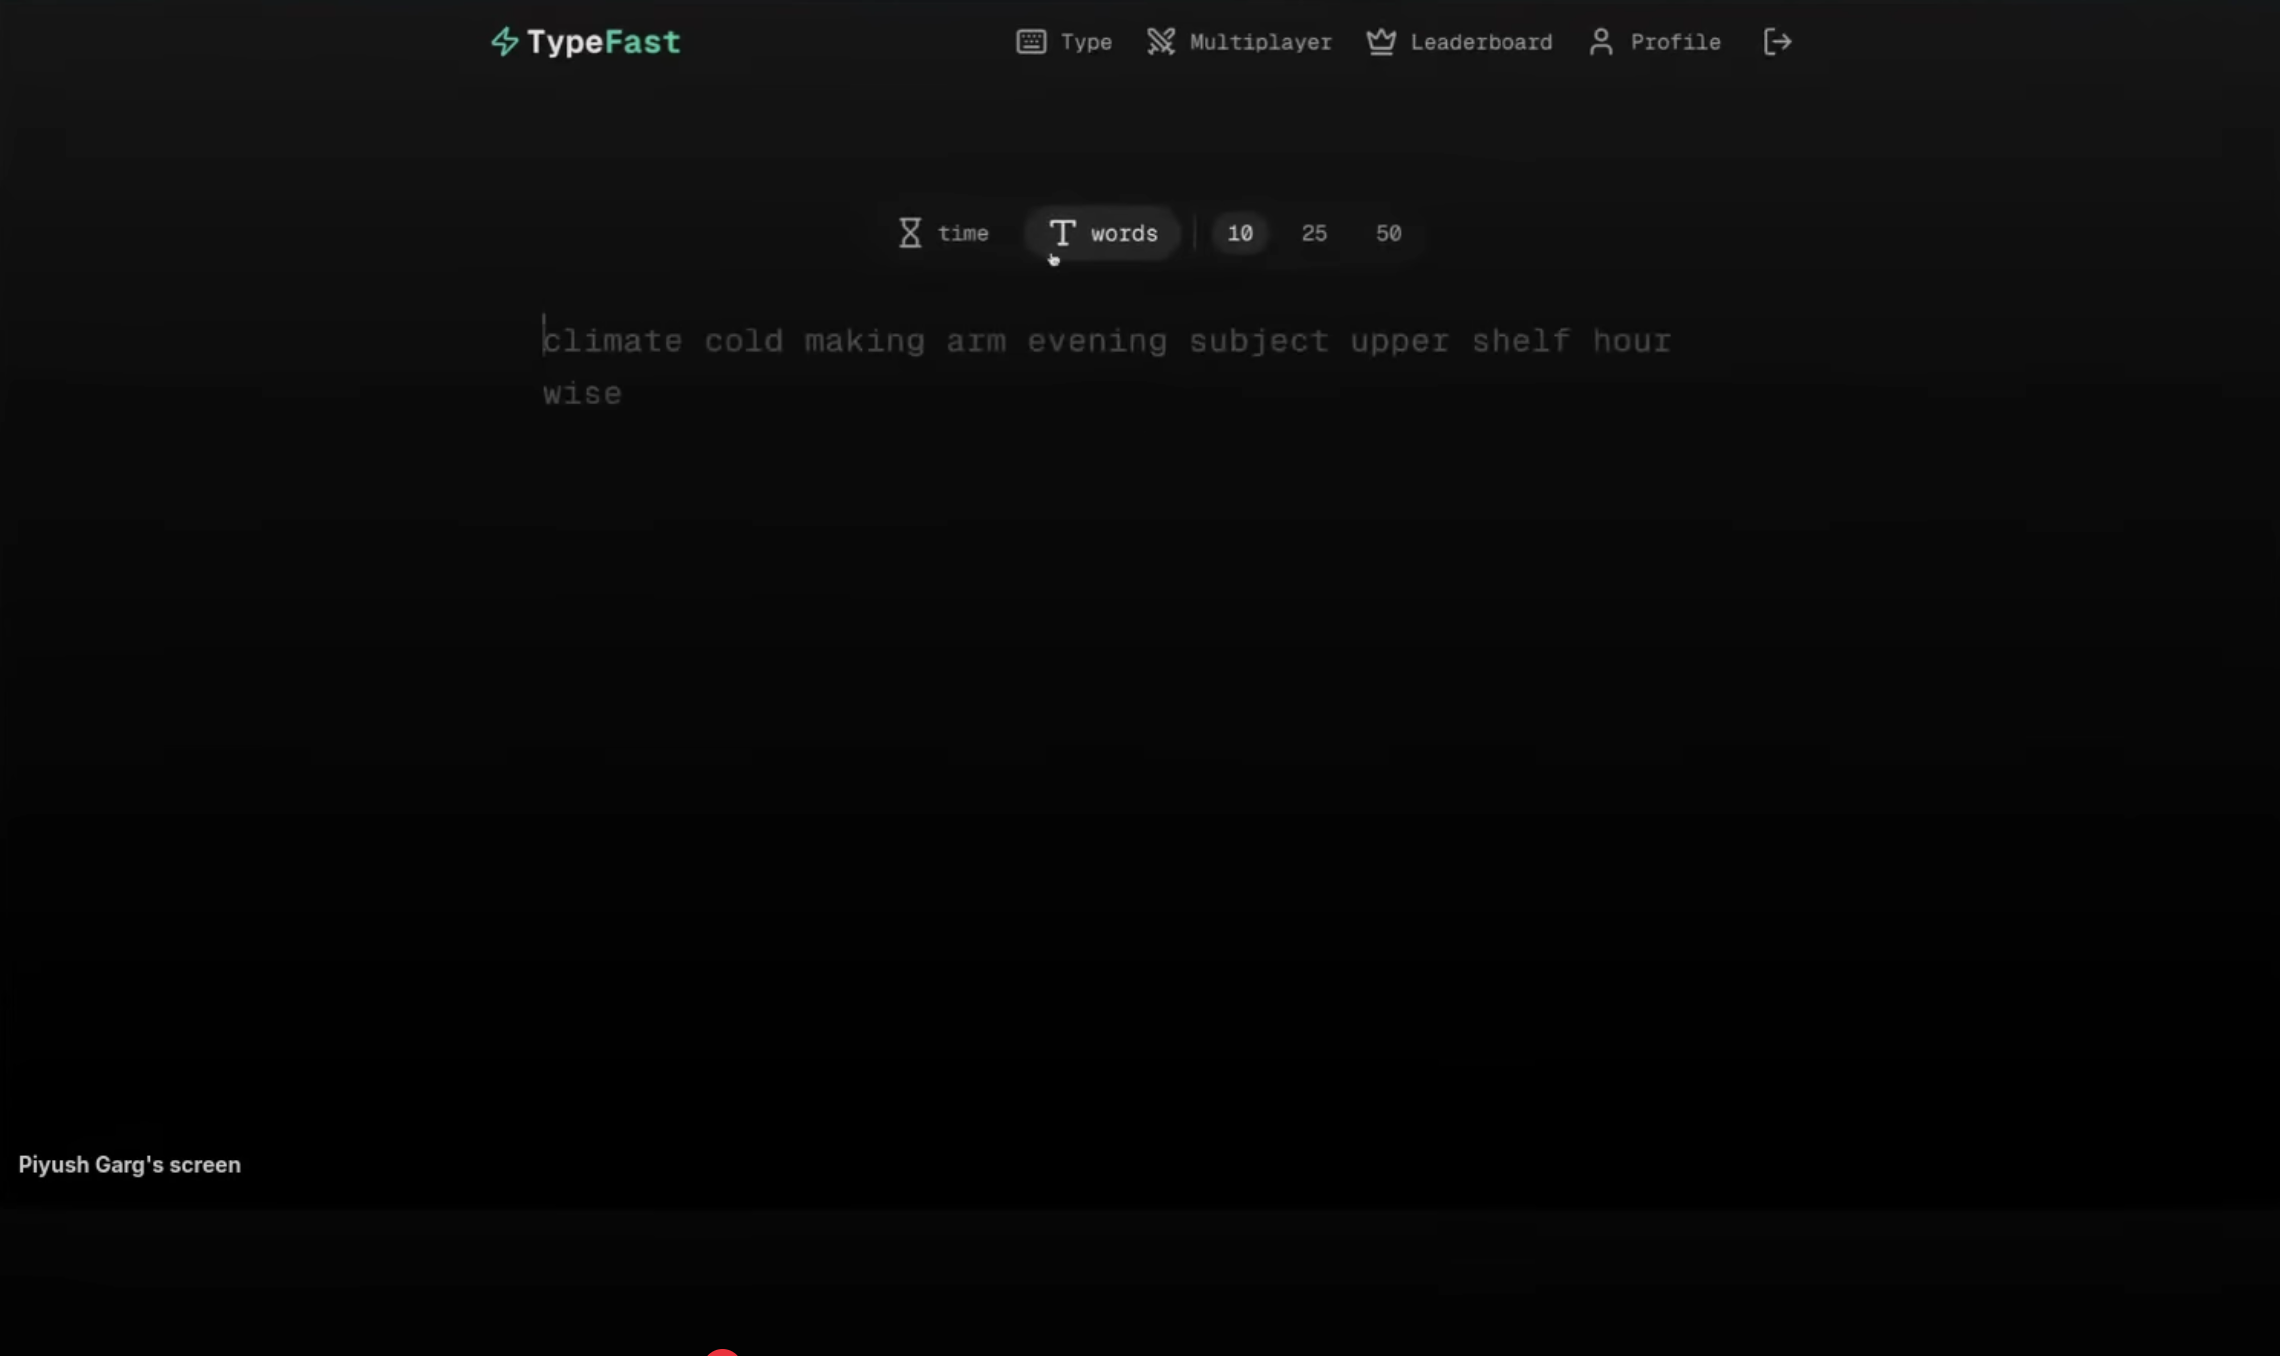 TypeFast
Type Multiplayer Leaderboard Profile
time words 10 25 50
climate cold making arm evening subject upper shelf hour
wise
Piyush Garg's screen